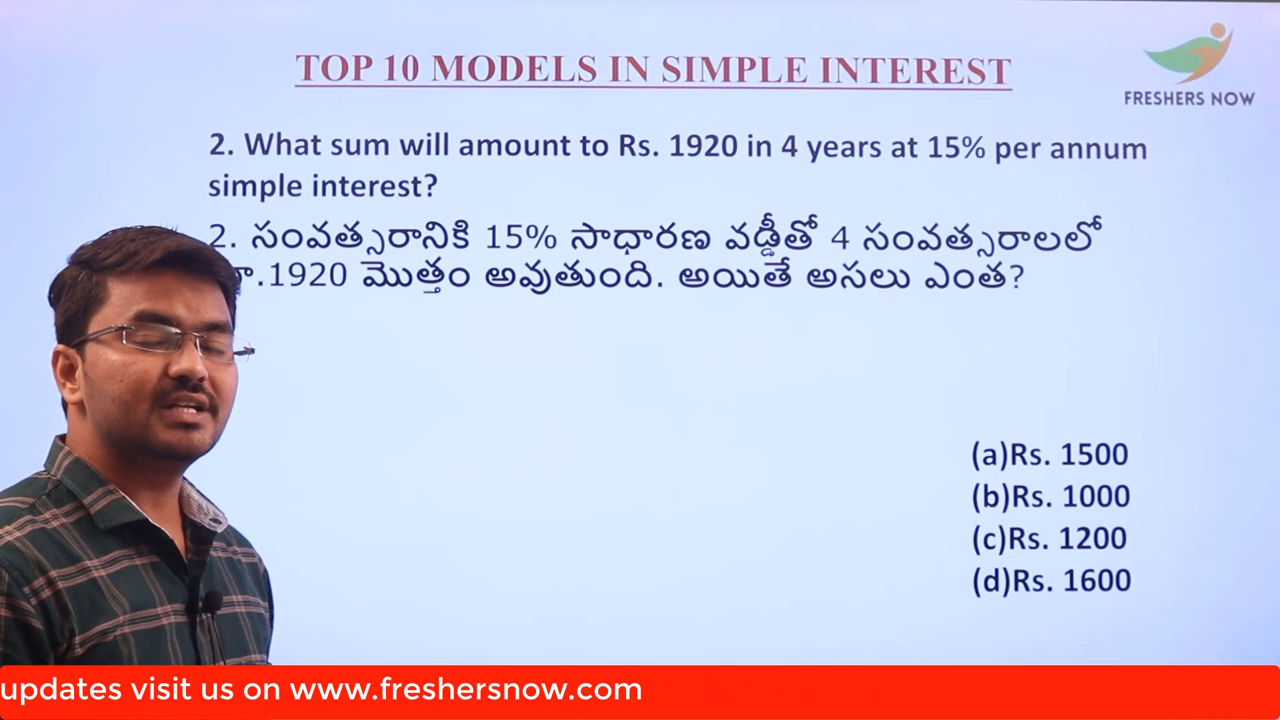 TOP 10 MODELS IN SIMPLE INTEREST
FRESHERS NOW
2. What sum will amount to Rs. 1920 in 4 years at 15% per annum
simple interest?
2. సంవత్సరానికి 15% సాధారణ వడ్డీతో 4 సంవత్సరాలలో
.1920 మొత్తం అవుతుంది. అయితే అసలు ఎంత?
(a)Rs. 1500
(b)Rs. 1000
(c)Rs. 1200
(d)Rs. 1600
updates visit us on www.freshersnow.com